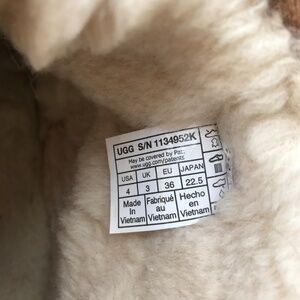 UGG S/N 1134952K
May be covered by Pat.
www.ugg.com/patents
USA UK EU JAPAN
4 3 36 22.5
Made in Vietnam
Fabriqué au Vietnam
Hecho en Vietnam